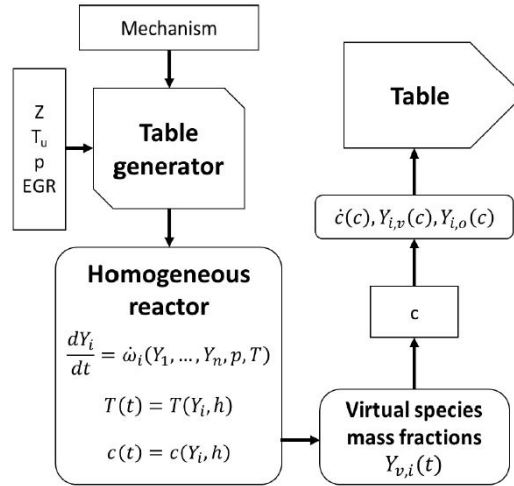 Mechanism
Z
T_u
p
EGR
Table
generator
Homogeneous
reactor
dY_i/dt = ω̇_i(Y_1, …, Y_n, p, T)
T(t) = T(Y_i, h)
c(t) = c(Y_i, h)
Virtual species
mass fractions
Y_{v,i}(t)
c
ċ(c), Y_{i,v}(c), Y_{i,o}(c)
Table